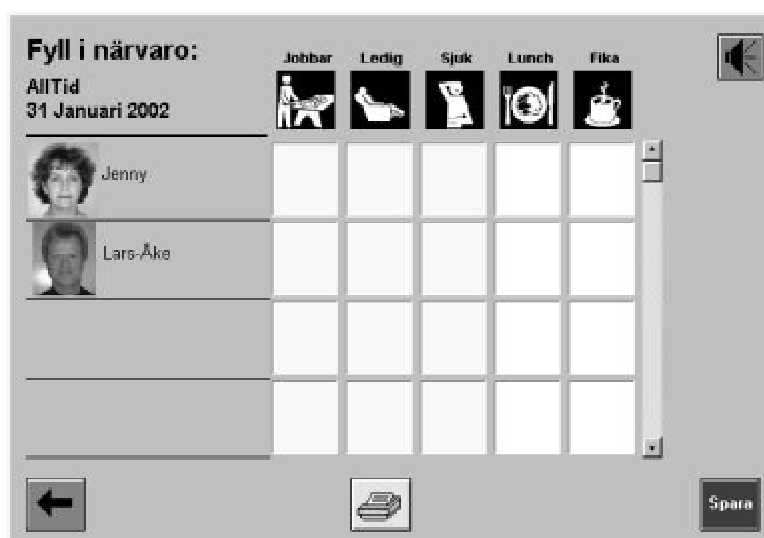 Fyll i närvaro:
AllTid
31 Januari 2002
Jobbar Ledig Sjuk Lunch Fika
Jenny
Lars-Åke
Spara